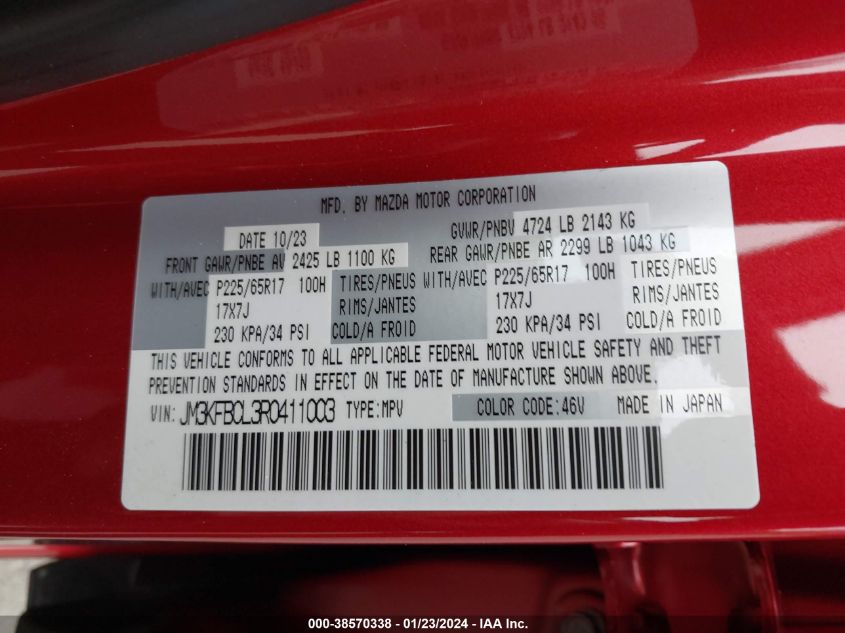 MFD. BY MAZDA MOTOR CORPORATION
DATE 10/23 GVWR/PNBV 4724 LB 2143 KG
FRONT GAWR/PNBE AV 2425 LB 1100 KG REAR GAWR/PNBE AR 2299 LB 1043 KG
WITH/AVEC P225/65R17 100H TIRES/PNEUS WITH/AVEC P225/65R17 100H TIRES/PNEUS
17X7J RIMS/JANTES 17X7J RIMS/JANTES
230 KPA/34 PSI COLD/A FROID 230 KPA/34 PSI COLD/A FROID
THIS VEHICLE CONFORMS TO ALL APPLICABLE FEDERAL MOTOR VEHICLE SAFETY AND THEFT
PREVENTION STANDARDS IN EFFECT ON THE DATE OF MANUFACTURE SHOWN ABOVE.
VIN: JM3KFBCL3R0411003 TYPE:MPV COLOR CODE:46V MADE IN JAPAN
000-38570338 - 01/23/2024 - IAA Inc.